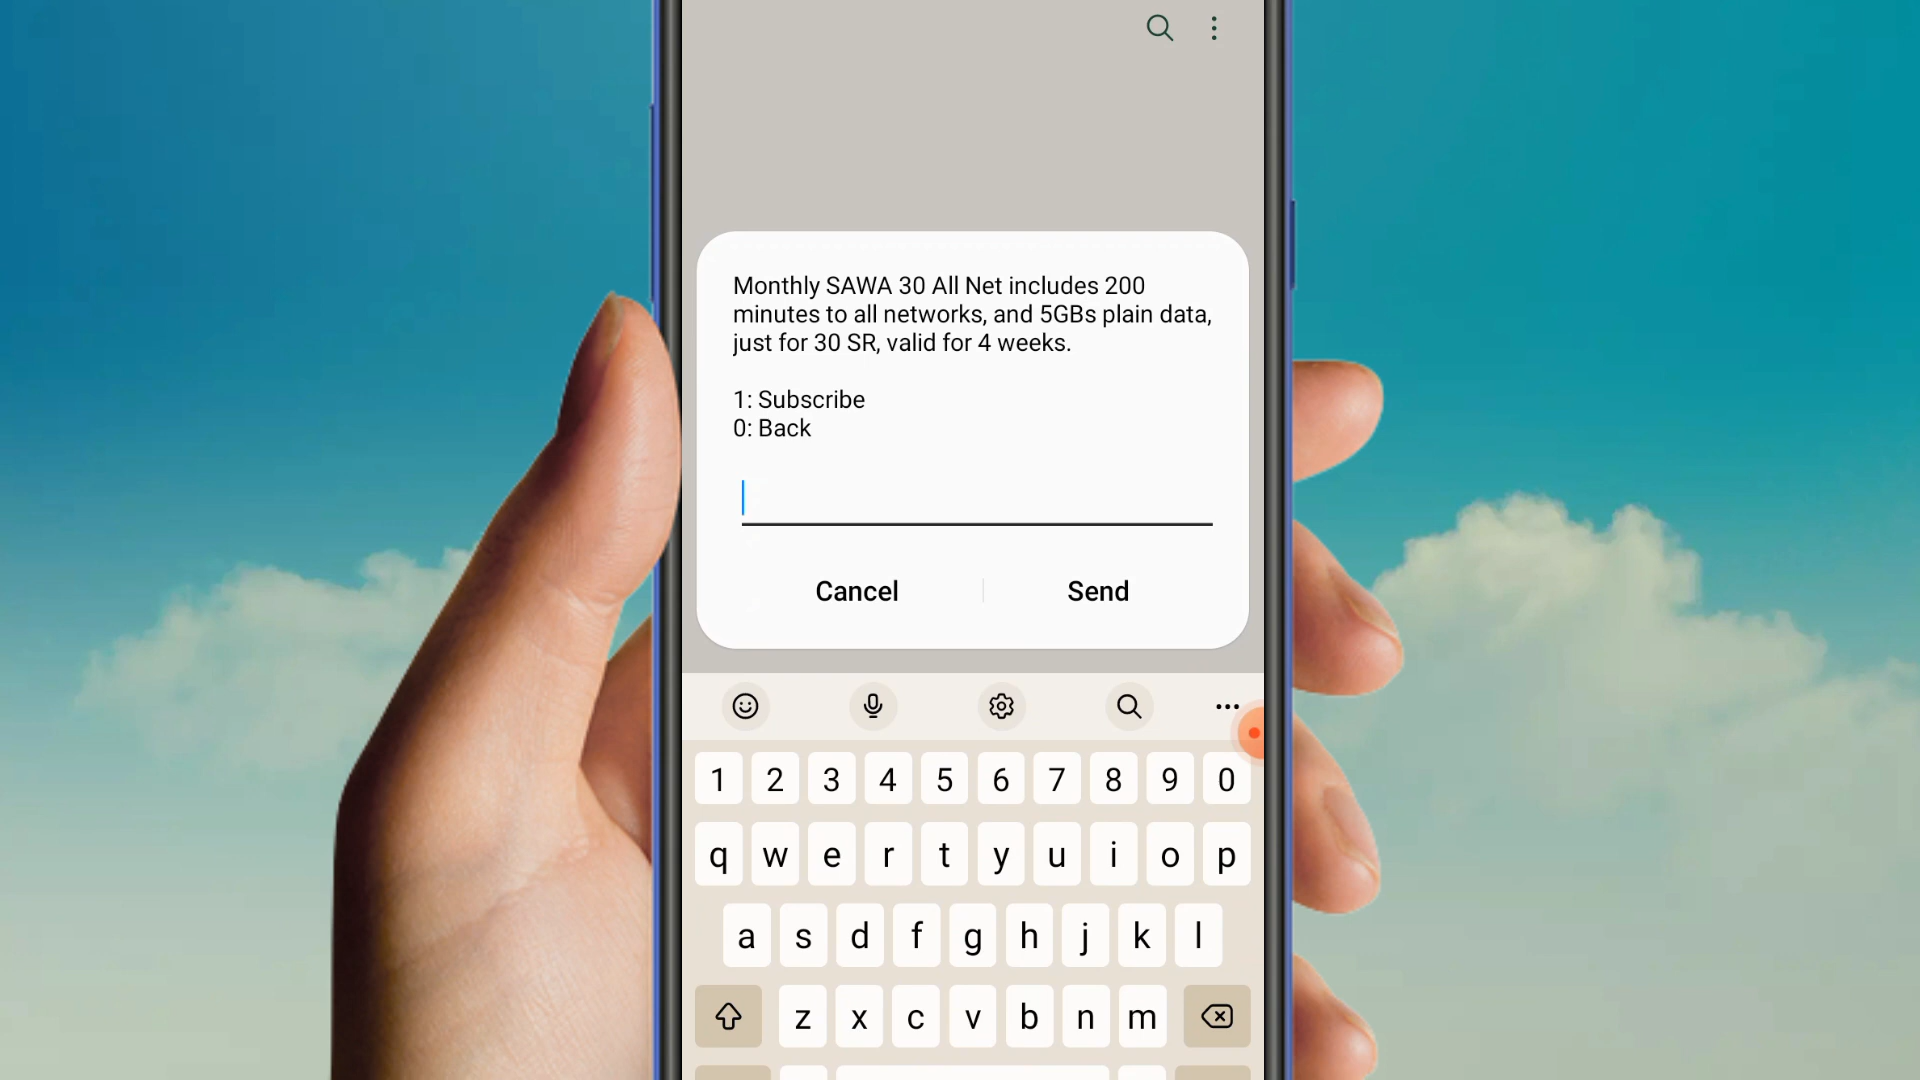 Monthly SAWA 30 All Net includes 200
minutes to all networks, and 5GBs plain data,
just for 30 SR, valid for 4 weeks.
1: Subscribe
0: Back
Cancel Send
1 2 3 4 5 6 7 8 9 0
q w e r t y u i o p
a s d f g h j k l
z x c v b n m